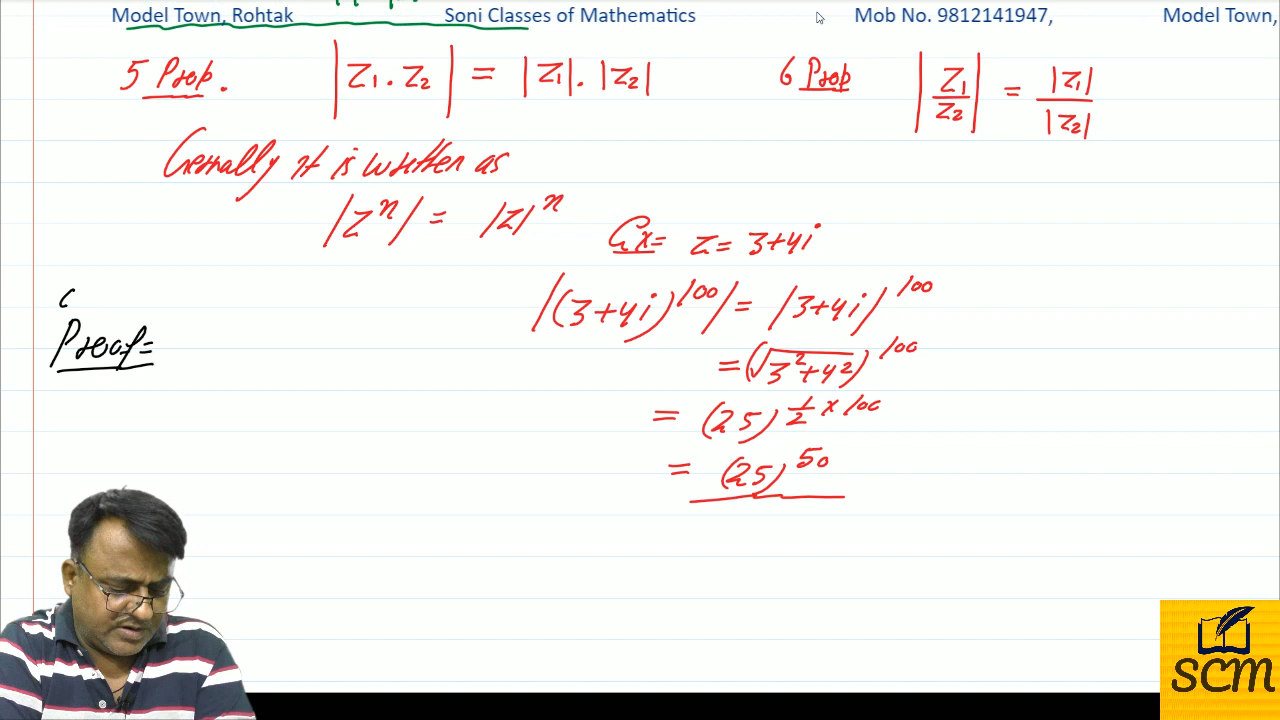 Model Town, Rohtak Soni Classes of Mathematics Mob No. 9812141947, Model Town,
5 Prop. |Z₁ . Z₂| = |Z₁| . |Z₂|
6 Prop |Z₁/Z₂| = |Z₁|/|Z₂|
Genrally it is written as
|Zⁿ| = |Z|ⁿ
Ex= Z = 3+4i
|(3+4i)¹⁰⁰| = |3+4i|¹⁰⁰
= (√3²+4²)¹⁰⁰
= (25)^½ × 100
= (25)⁵⁰
Proof=
SCM